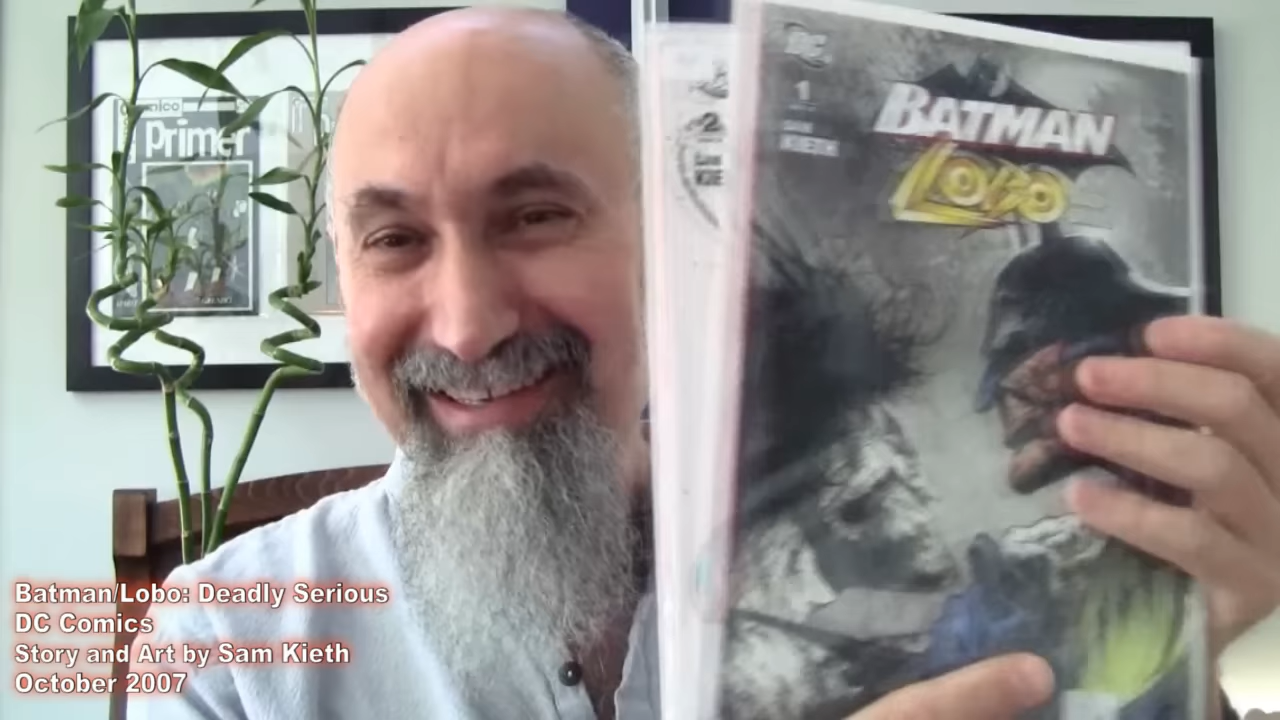 comico
Primer
DC
1
KIETH
BATMAN
LOBO
2
Batman/Lobo: Deadly Serious
DC Comics
Story and Art by Sam Kieth
October 2007